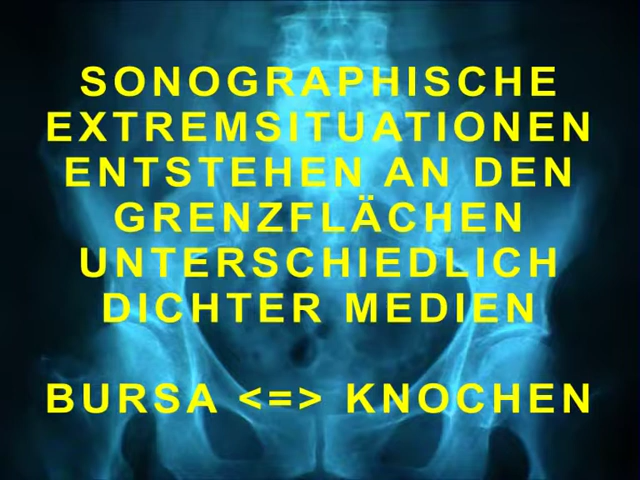 SONOGRAPHISCHE
EXTREMSITUATIONEN
ENTSTEHEN AN DEN
GRENZFLÄCHEN
UNTERSCHIEDLICH
DICHTER MEDIEN
BURSA <=> KNOCHEN